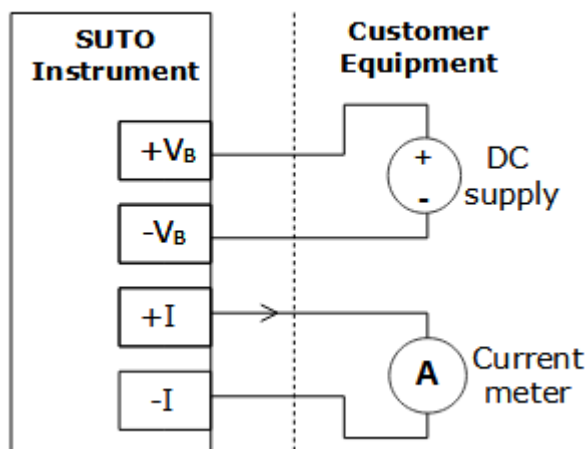 SUTO
Instrument
Customer
Equipment
+VB
-VB
+I
-I
+
-
DC
supply
A
Current
meter